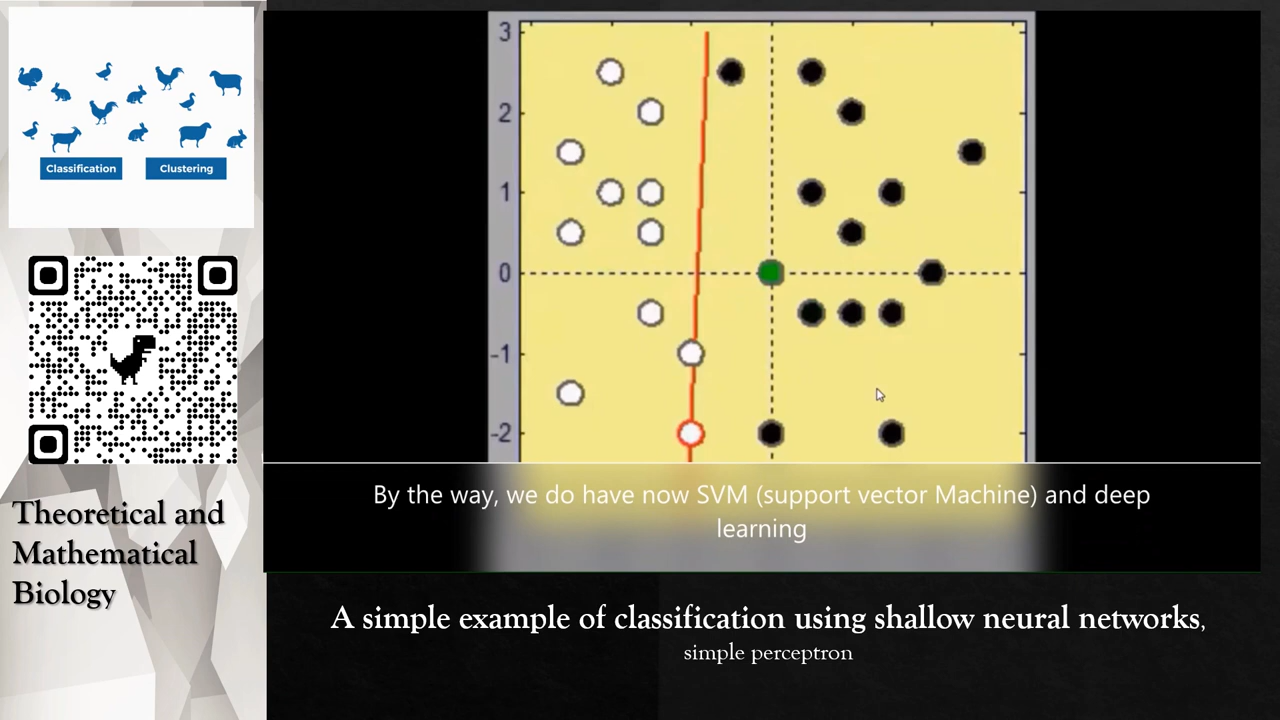 Classification
Clustering
Theoretical and
Mathematical
Biology
3
2
1
0
-1
-2
By the way, we do have now SVM (support vector Machine) and deep
learning
A simple example of classification using shallow neural networks,
simple perceptron